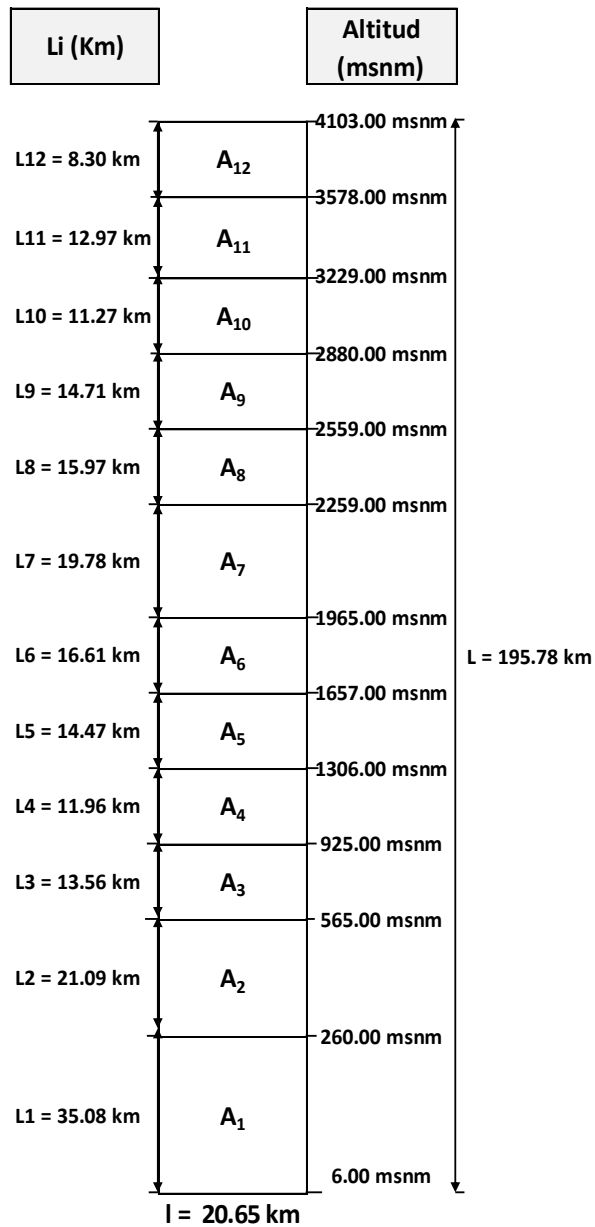 Li (Km)
Altitud
(msnm)
4103.00 msnm
L12 = 8.30 km
A₁₂
3578.00 msnm
L11 = 12.97 km
A₁₁
3229.00 msnm
L10 = 11.27 km
A₁₀
2880.00 msnm
L9 = 14.71 km
A₉
2559.00 msnm
L8 = 15.97 km
A₈
2259.00 msnm
L7 = 19.78 km
A₇
1965.00 msnm
L6 = 16.61 km
A₆
L = 195.78 km
1657.00 msnm
L5 = 14.47 km
A₅
1306.00 msnm
L4 = 11.96 km
A₄
925.00 msnm
L3 = 13.56 km
A₃
565.00 msnm
L2 = 21.09 km
A₂
260.00 msnm
L1 = 35.08 km
A₁
6.00 msnm
l = 20.65 km